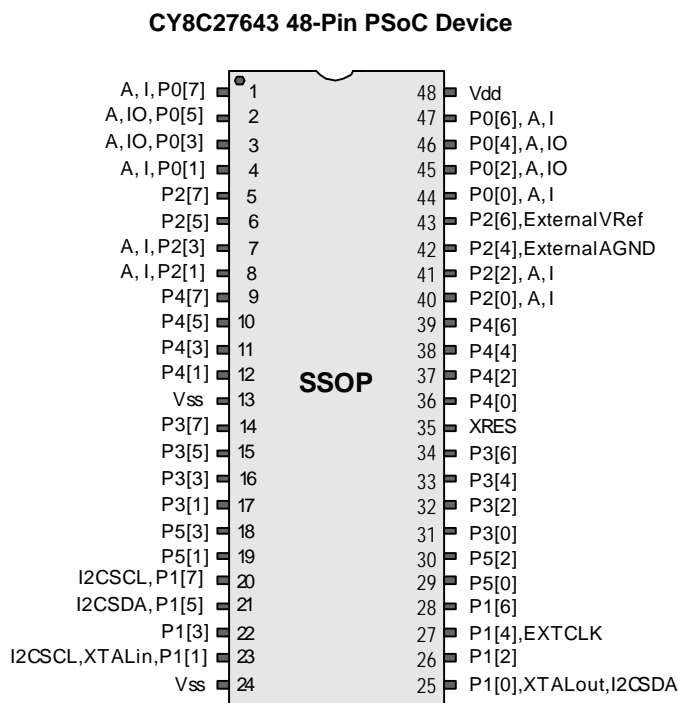 CY8C27643 48-Pin PSoC Device
A, I, P0[7] 1 48 Vdd
A, IO, P0[5] 2 47 P0[6], A, I
A, IO, P0[3] 3 46 P0[4], A, IO
A, I, P0[1] 4 45 P0[2], A, IO
P2[7] 5 44 P0[0], A, I
P2[5] 6 43 P2[6], External VRef
A, I, P2[3] 7 42 P2[4], External AGND
A, I, P2[1] 8 41 P2[2], A, I
P4[7] 9 40 P2[0], A, I
P4[5] 10 39 P4[6]
P4[3] 11 38 P4[4]
P4[1] 12 37 P4[2]
SSOP
Vss 13 36 P4[0]
P3[7] 14 35 XRES
P3[5] 15 34 P3[6]
P3[3] 16 33 P3[4]
P3[1] 17 32 P3[2]
P5[3] 18 31 P3[0]
P5[1] 19 30 P5[2]
I2CSCL, P1[7] 20 29 P5[0]
I2CSDA, P1[5] 21 28 P1[6]
P1[3] 22 27 P1[4], EXTCLK
I2CSCL, XTALin, P1[1] 23 26 P1[2]
Vss 24 25 P1[0], XTALout, I2CSDA